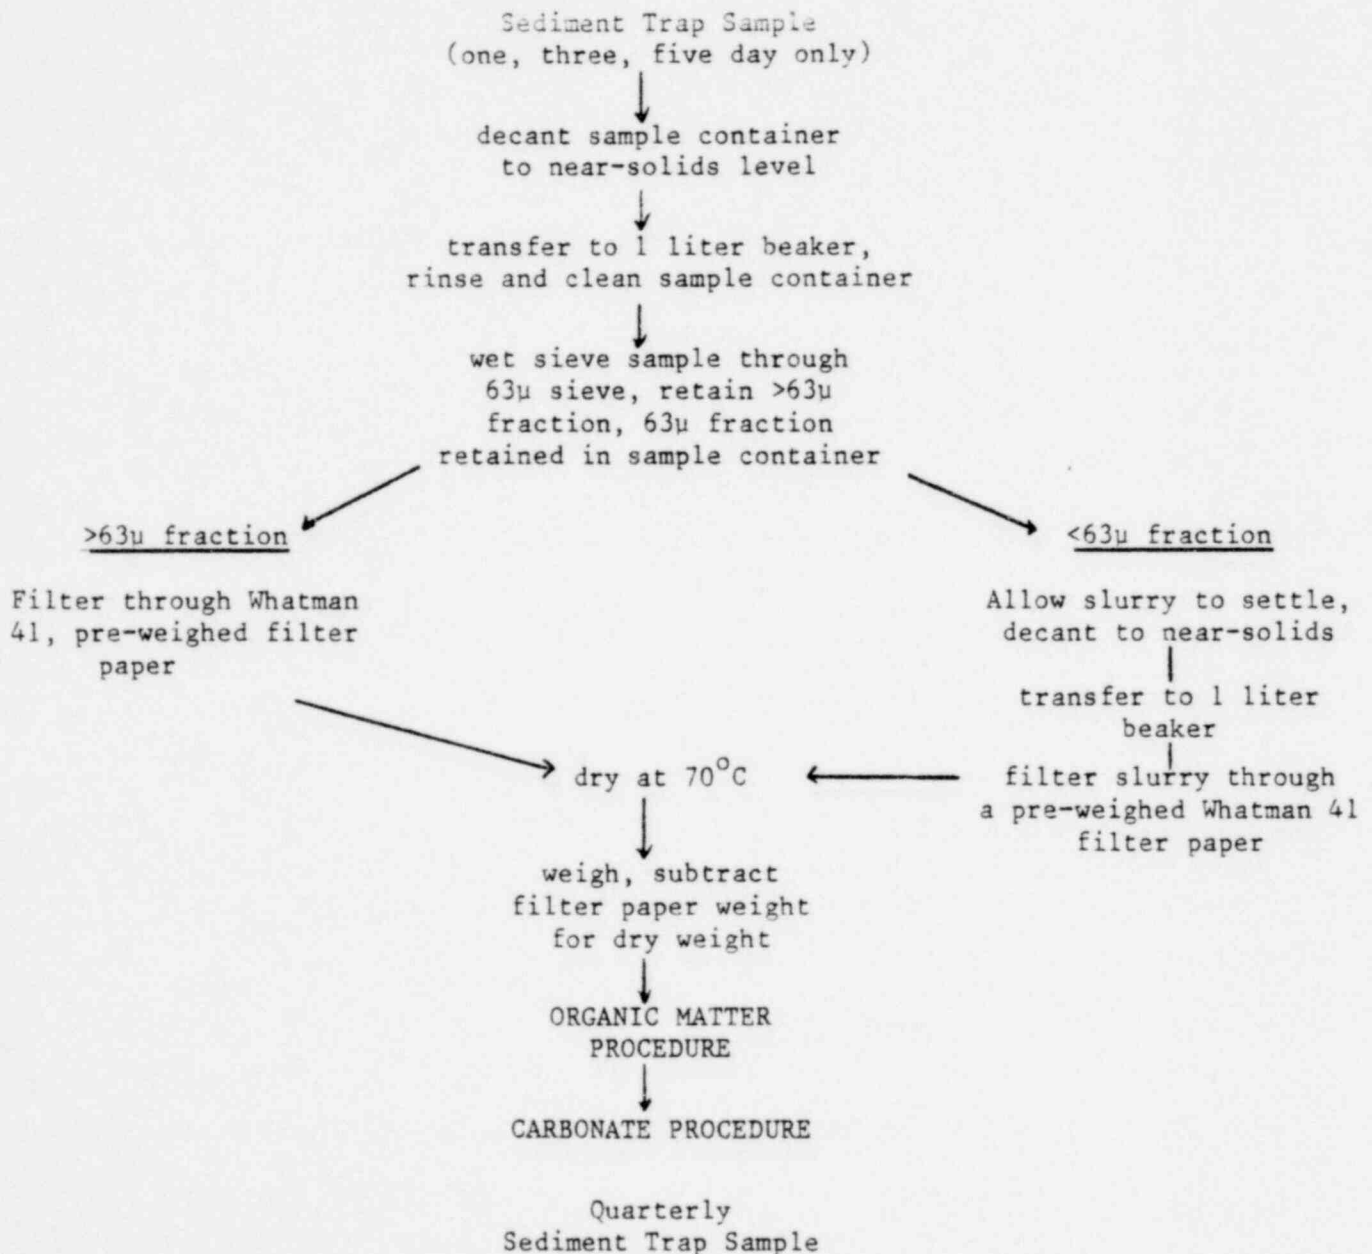 Sediment Trap Sample
(one, three, five day only)
decant sample container
to near-solids level
transfer to 1 liter beaker,
rinse and clean sample container
wet sieve sample through
63µ sieve, retain >63µ
fraction, 63µ fraction
retained in sample container
>63µ fraction
Filter through Whatman
41, pre-weighed filter
paper
<63µ fraction
Allow slurry to settle,
decant to near-solids
transfer to 1 liter
beaker
filter slurry through
a pre-weighed Whatman 41
filter paper
dry at 70°C
weigh, subtract
filter paper weight
for dry weight
ORGANIC MATTER
PROCEDURE
CARBONATE PROCEDURE
Quarterly
Sediment Trap Sample